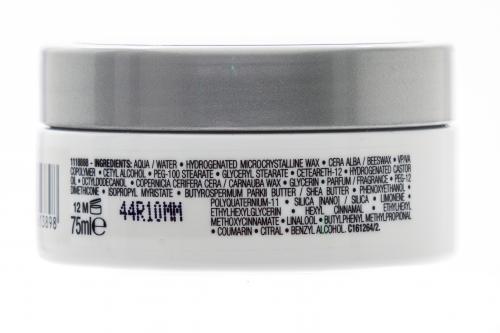 1118888 - INGREDIENTS: AQUA / WATER • HYDROGENATED MICROCRYSTALLINE WAX • CERA ALBA / BEESWAX • VP/VA
COPOLYMER • CETYL ALCOHOL • PEG-100 STEARATE • GLYCERYL STEARATE • CETEARETH-12 • HYDROGENATED CASTOR
OIL • OCTYLDODECANOL • COPERNICIA CERIFERA CERA / CARNAUBA WAX • GLYCERIN • PARFUM / FRAGRANCE • PEG-12
DIMETHICONE • ISOPROPYL MYRISTATE • BUTYROSPERMUM PARKII BUTTER / SHEA BUTTER • PHENOXYETHANOL
POLYQUATERNIUM-11 • SILICA [NANO] / SILICA • LIMONENE
ETHYLHEXYLGLYCERIN • HEXYL CINNAMAL • ETHYLHEXYL
METHOXYCINNAMATE • LINALOOL • BUTYLPHENYL METHYLPROPIONAL
• COUMARIN • CITRAL • BENZYL ALCOHOL. C161264/2.
12 M
75ml e
44R10MM
3898